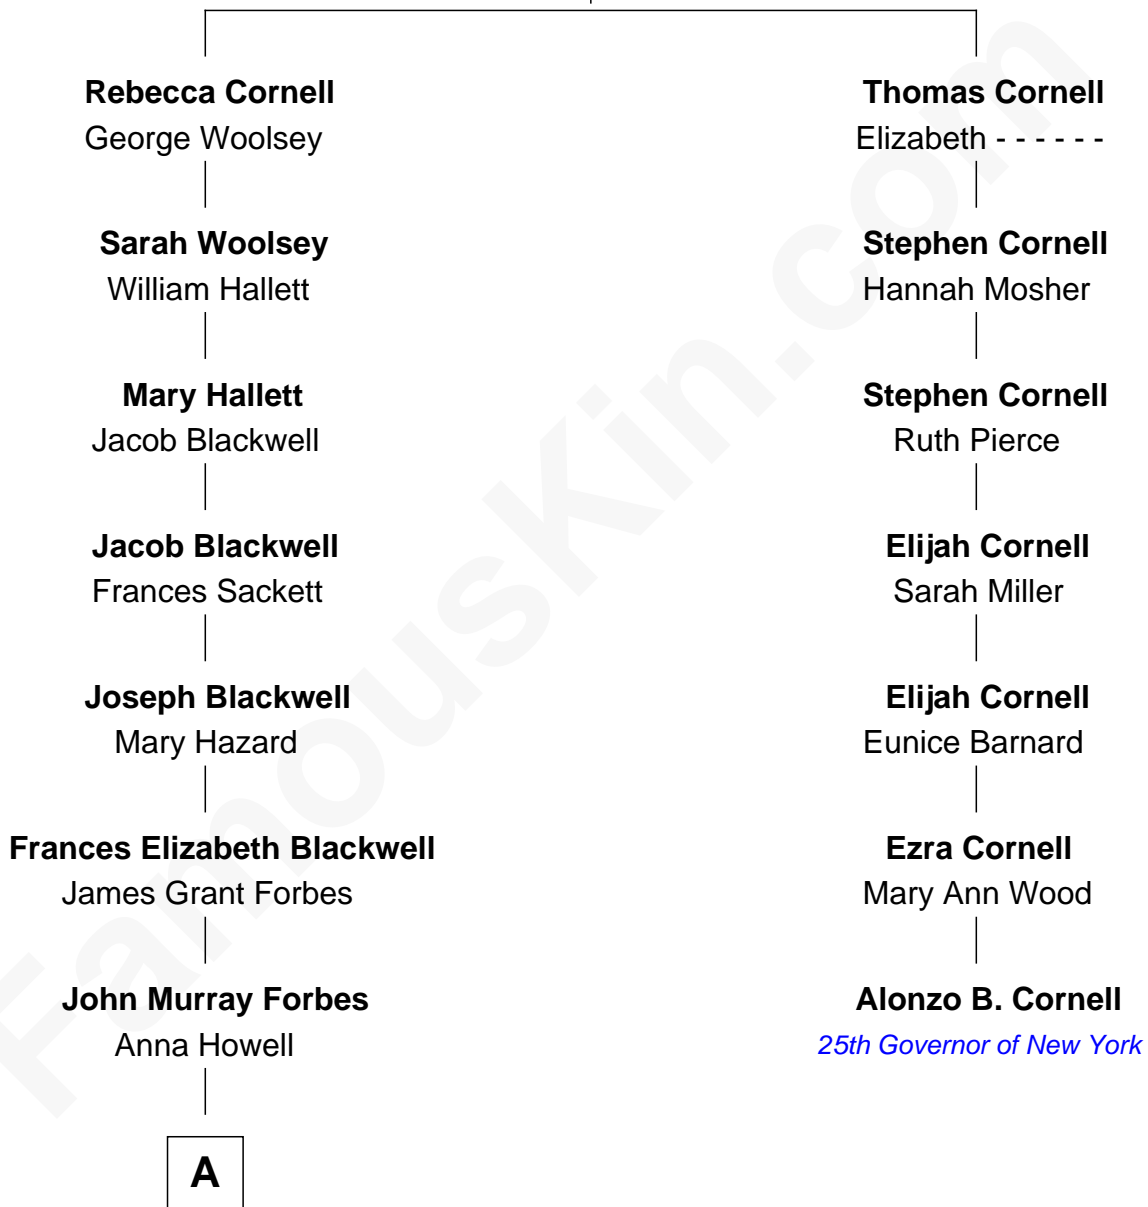 Rebecca Cornell
George Woolsey
Sarah Woolsey
William Hallett
Mary Hallett
Jacob Blackwell
Jacob Blackwell
Frances Sackett
Joseph Blackwell
Mary Hazard
Frances Elizabeth Blackwell
James Grant Forbes
John Murray Forbes
Anna Howell
A
Thomas Cornell
Elizabeth - - - - - -
Stephen Cornell
Hannah Mosher
Stephen Cornell
Ruth Pierce
Elijah Cornell
Sarah Miller
Elijah Cornell
Eunice Barnard
Ezra Cornell
Mary Ann Wood
Alonzo B. Cornell
25th Governor of New York
FamousKin.com